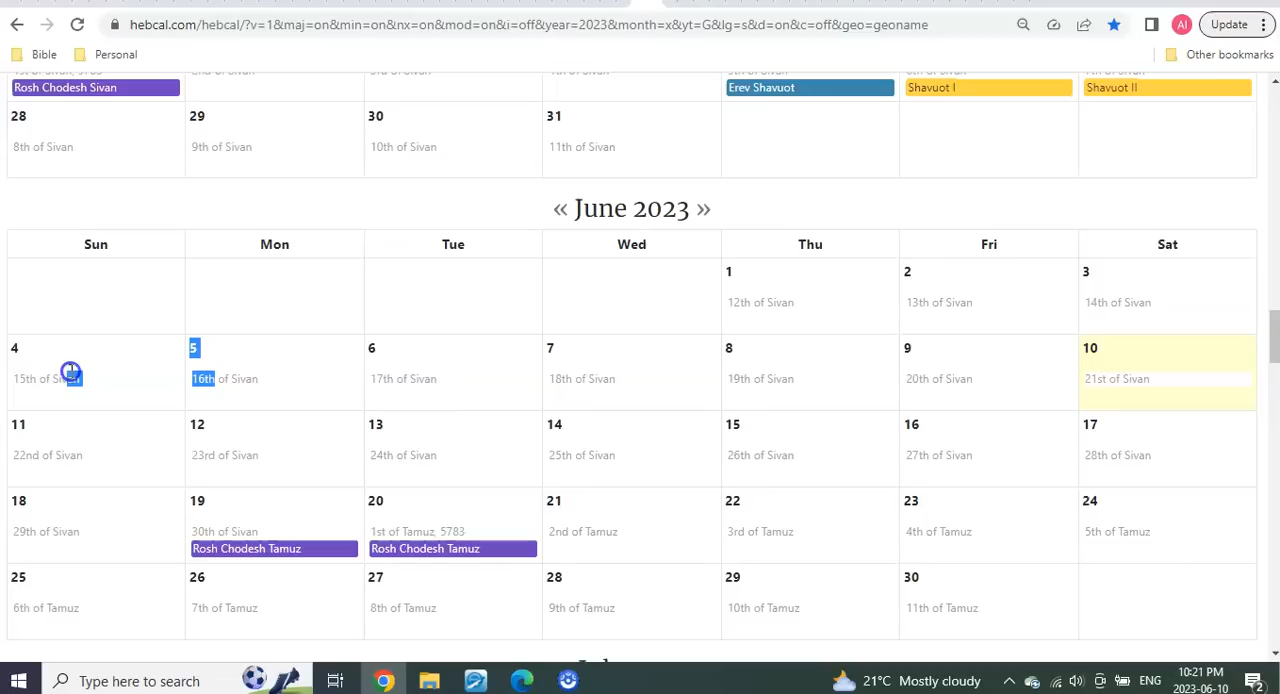 hebcal.com/hebcal/?v=1&maj=on&min=on&nx=on&mod=on&i=off&year=2023&month=x&yt=G&lg=s&d=on&c=off&geo=geoname
AI
Update
Bible
Personal
Other bookmarks
Rosh Chodesh Sivan
Erev Shavuot
Shavuot I
Shavuot II
28
29
30
31
8th of Sivan
9th of Sivan
10th of Sivan
11th of Sivan
« June 2023 »
Sun Mon Tue Wed Thu Fri Sat
1
2
3
12th of Sivan
13th of Sivan
14th of Sivan
4
5
6
7
8
9
10
15th of Sivan
16th of Sivan
17th of Sivan
18th of Sivan
19th of Sivan
20th of Sivan
21st of Sivan
11
12
13
14
15
16
17
22nd of Sivan
23rd of Sivan
24th of Sivan
25th of Sivan
26th of Sivan
27th of Sivan
28th of Sivan
18
19
20
21
22
23
24
29th of Sivan
30th of Sivan
1st of Tamuz, 5783
2nd of Tamuz
3rd of Tamuz
4th of Tamuz
5th of Tamuz
Rosh Chodesh Tamuz
Rosh Chodesh Tamuz
25
26
27
28
29
30
6th of Tamuz
7th of Tamuz
8th of Tamuz
9th of Tamuz
10th of Tamuz
11th of Tamuz
Type here to search
21°C Mostly cloudy
ENG
10:21 PM
2023-06-10
2